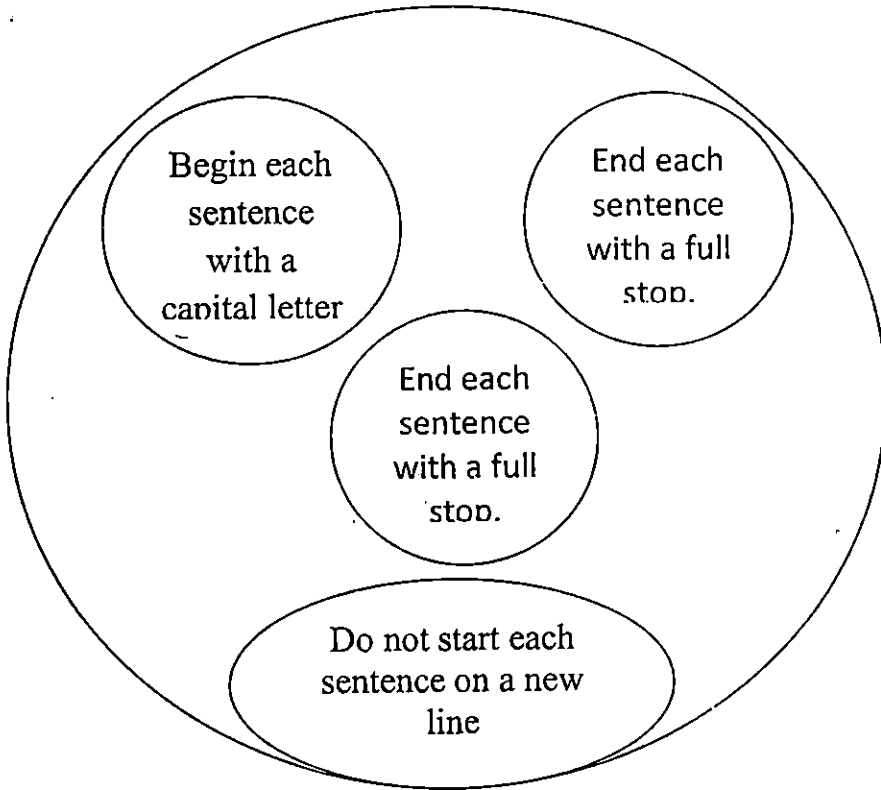 Begin each
sentence
with a
capital letter
End each
sentence
with a full
stop.
End each
sentence
with a full
stop.
Do not start each
sentence on a new
line